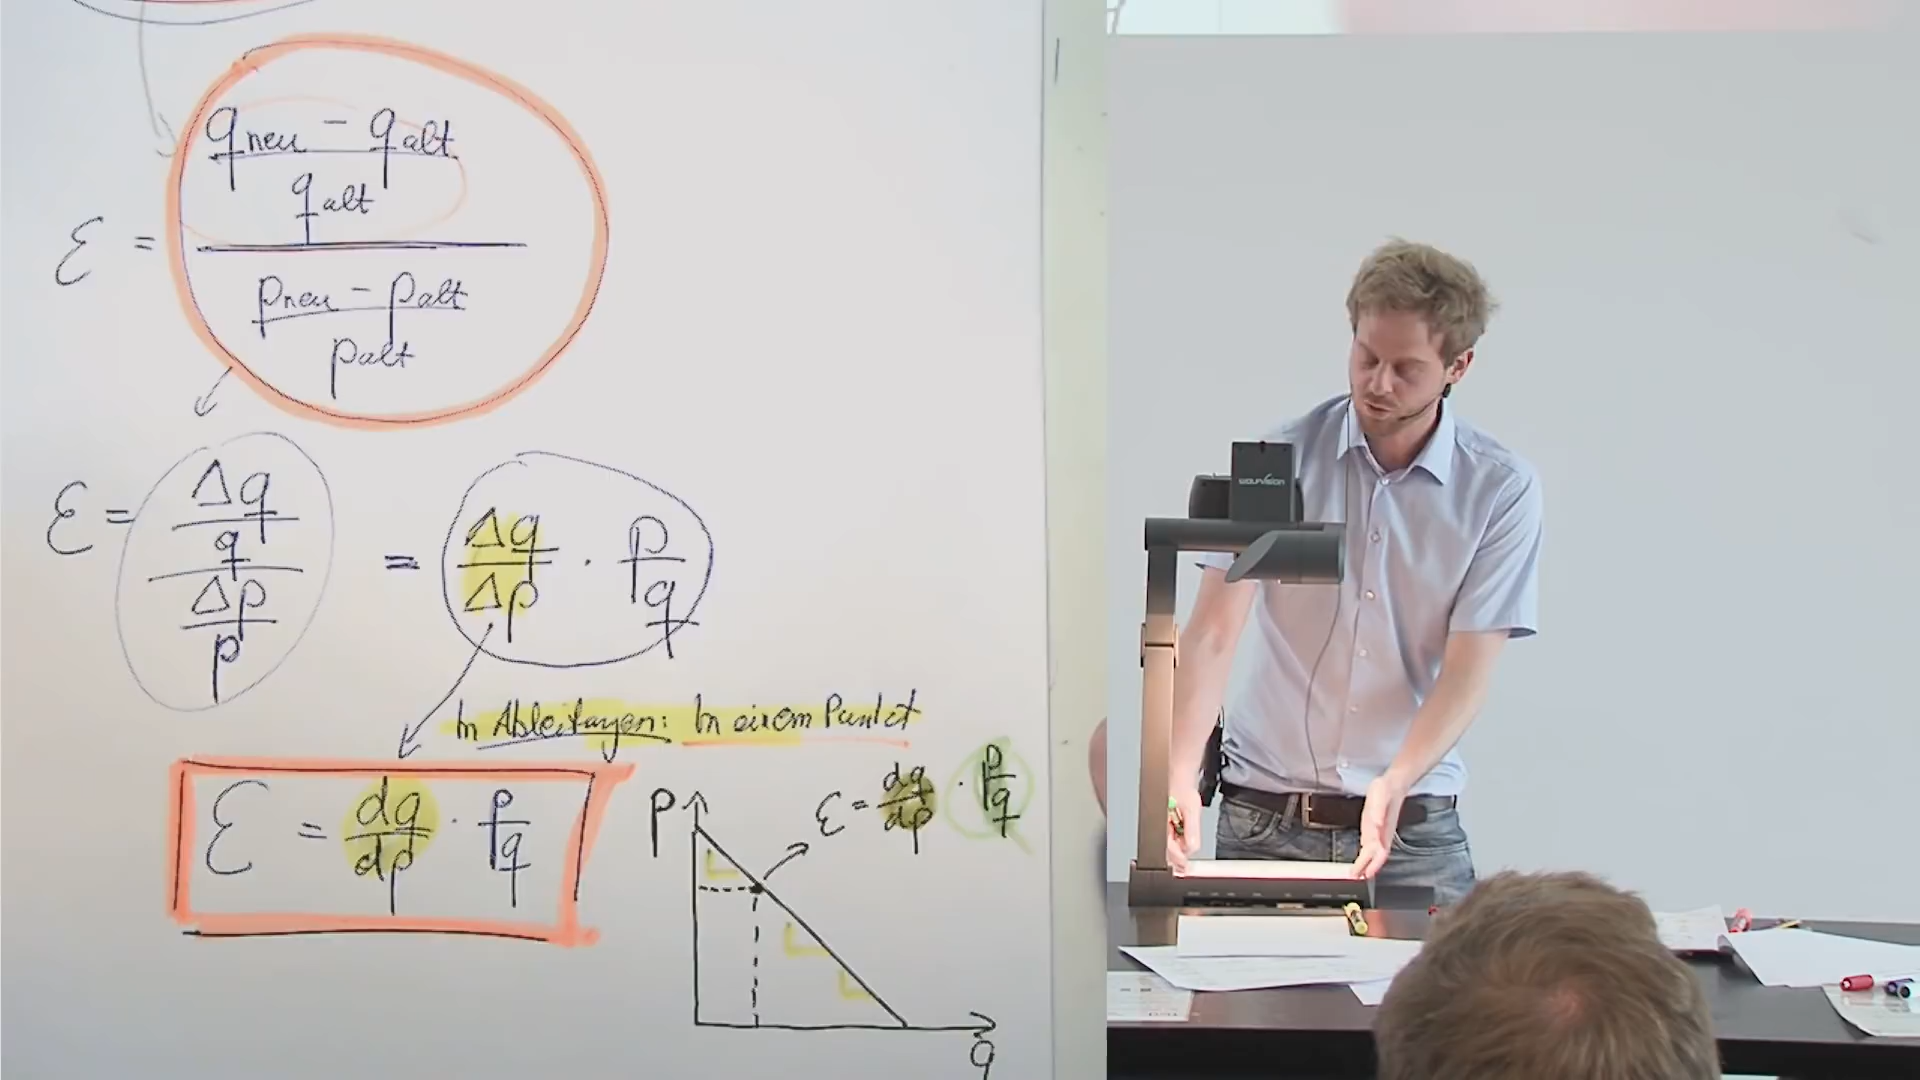 ε = (q neu − q alt)/(q alt) / (p neu − p alt)/(p alt)
ε = (Δq/q) / (Δp/p) = Δq/Δp · p/q
In Ableitungen: In einem Punkt
ε = dq/dp · p/q
p
ε = dq/dp · p/q
q
WOLFVISION